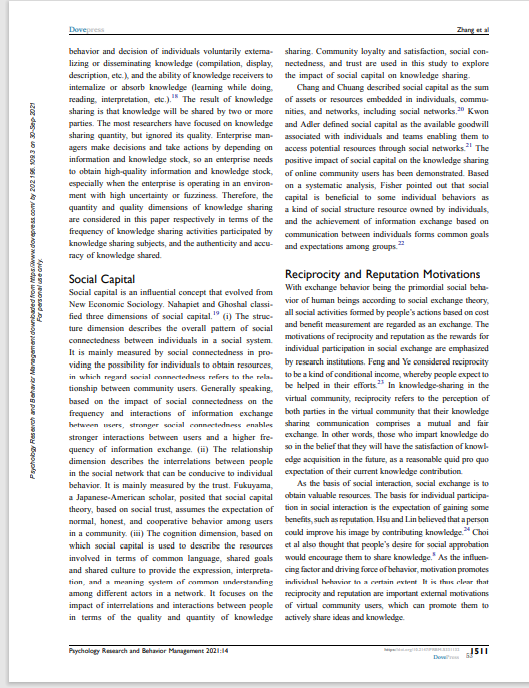 Dovepress
Zhang et al
Psychology Research and Behavior Management downloaded from https://www.dovepress.com/ by 202.196.109.3 on 30-Sep-2021
For personal use only.
behavior and decision of individuals voluntarily externa-
lizing or disseminating knowledge (compilation, display,
description, etc.), and the ability of knowledge receivers to
internalize or absorb knowledge (learning while doing,
reading, interpretation, etc.).18 The result of knowledge
sharing is that knowledge will be shared by two or more
parties. The most researchers have focused on knowledge
sharing quantity, but ignored its quality. Enterprise man-
agers make decisions and take actions by depending on
information and knowledge stock, so an enterprise needs
to obtain high-quality information and knowledge stock,
especially when the enterprise is operating in an environ-
ment with high uncertainty or fuzziness. Therefore, the
quantity and quality dimensions of knowledge sharing
are considered in this paper respectively in terms of the
frequency of knowledge sharing activities participated by
knowledge sharing subjects, and the authenticity and accu-
racy of knowledge shared.
Social Capital
Social capital is an influential concept that evolved from
New Economic Sociology. Nahapiet and Ghoshal classi-
fied three dimensions of social capital.19 (i) The struc-
ture dimension describes the overall pattern of social
connectedness between individuals in a social system.
It is mainly measured by social connectedness in pro-
viding the possibility for individuals to obtain resources,
in which regard social connectedness refers to the rela-
tionship between community users. Generally speaking,
based on the impact of social connectedness on the
frequency and interactions of information exchange
between users, stronger social connectedness enables
stronger interactions between users and a higher fre-
quency of information exchange. (ii) The relationship
dimension describes the interrelations between people
in the social network that can be conducive to individual
behavior. It is mainly measured by the trust. Fukuyama,
a Japanese-American scholar, posited that social capital
theory, based on social trust, assumes the expectation of
normal, honest, and cooperative behavior among users
in a community. (iii) The cognition dimension, based on
which social capital is used to describe the resources
involved in terms of common language, shared goals
and shared culture to provide the expression, interpreta-
tion, and a meaning system of common understanding
among different actors in a network. It focuses on the
impact of interrelations and interactions between people
in terms of the quality and quantity of knowledge
sharing. Community loyalty and satisfaction, social con-
nectedness, and trust are used in this study to explore
the impact of social capital on knowledge sharing.
Chang and Chuang described social capital as the sum
of assets or resources embedded in individuals, commu-
nities, and networks, including social networks.20 Kwon
and Adler defined social capital as the available goodwill
associated with individuals and teams enabling them to
access potential resources through social networks.21 The
positive impact of social capital on the knowledge sharing
of online community users has been demonstrated. Based
on a systematic analysis, Fisher pointed out that social
capital is beneficial to some individual behaviors as
a kind of social structure resource owned by individuals,
and the achievement of information exchange based on
communication between individuals forms common goals
and expectations among groups.22
Reciprocity and Reputation Motivations
With exchange behavior being the primordial social beha-
vior of human beings according to social exchange theory,
all social activities formed by people's actions based on cost
and benefit measurement are regarded as an exchange. The
motivations of reciprocity and reputation as the rewards for
individual participation in social exchange are emphasized
by research institutions. Feng and Ye considered reciprocity
to be a kind of conditional income, whereby people expect to
be helped in their efforts.23 In knowledge-sharing in the
virtual community, reciprocity refers to the perception of
both parties in the virtual community that their knowledge
sharing communication comprises a mutual and fair
exchange. In other words, those who impart knowledge do
so in the belief that they will have the satisfaction of knowl-
edge acquisition in the future, as a reasonable quid pro quo
expectation of their current knowledge contribution.
As the basis of social interaction, social exchange is to
obtain valuable resources. The basis for individual participa-
tion in social interaction is the expectation of gaining some
benefits, such as reputation. Hsu and Lin believed that a person
could improve his image by contributing knowledge.24 Choi
et al also thought that people's desire for social approbation
would encourage them to share knowledge.8 As the influen-
cing factor and driving force of behavior, motivation promotes
individual behavior to a certain extent. It is thus clear that
reciprocity and reputation are important external motivations
of virtual community users, which can promote them to
actively share ideas and knowledge.
Psychology Research and Behavior Management 2021:14
1511
DovePress